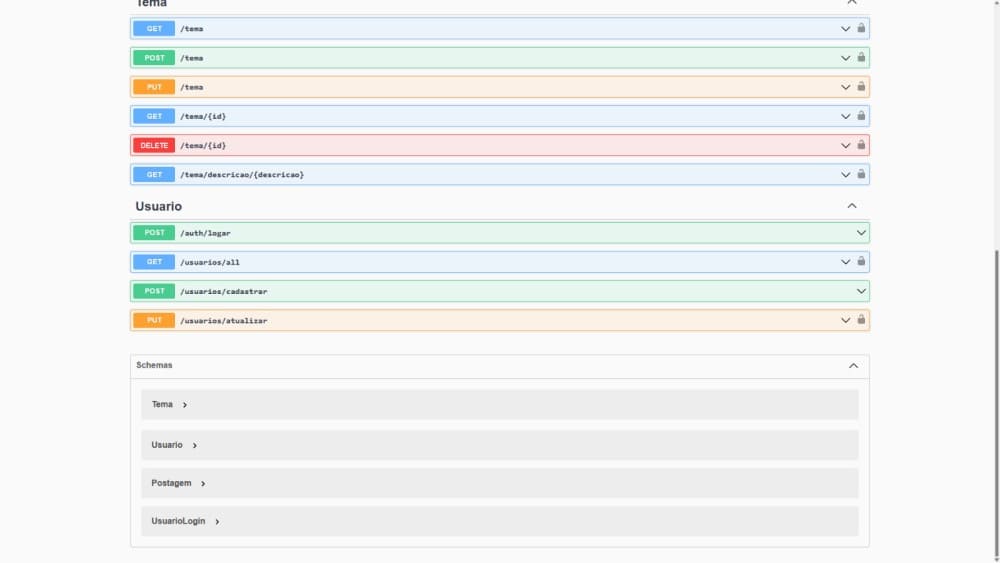 Tema
GET /tema
POST /tema
PUT /tema
GET /tema/{id}
DELETE /tema/{id}
GET /tema/descricao/{descricao}
Usuario
POST /auth/logar
GET /usuarios/all
POST /usuarios/cadastrar
PUT /usuarios/atualizar
Schemas
Tema
Usuario
Postagem
UsuarioLogin